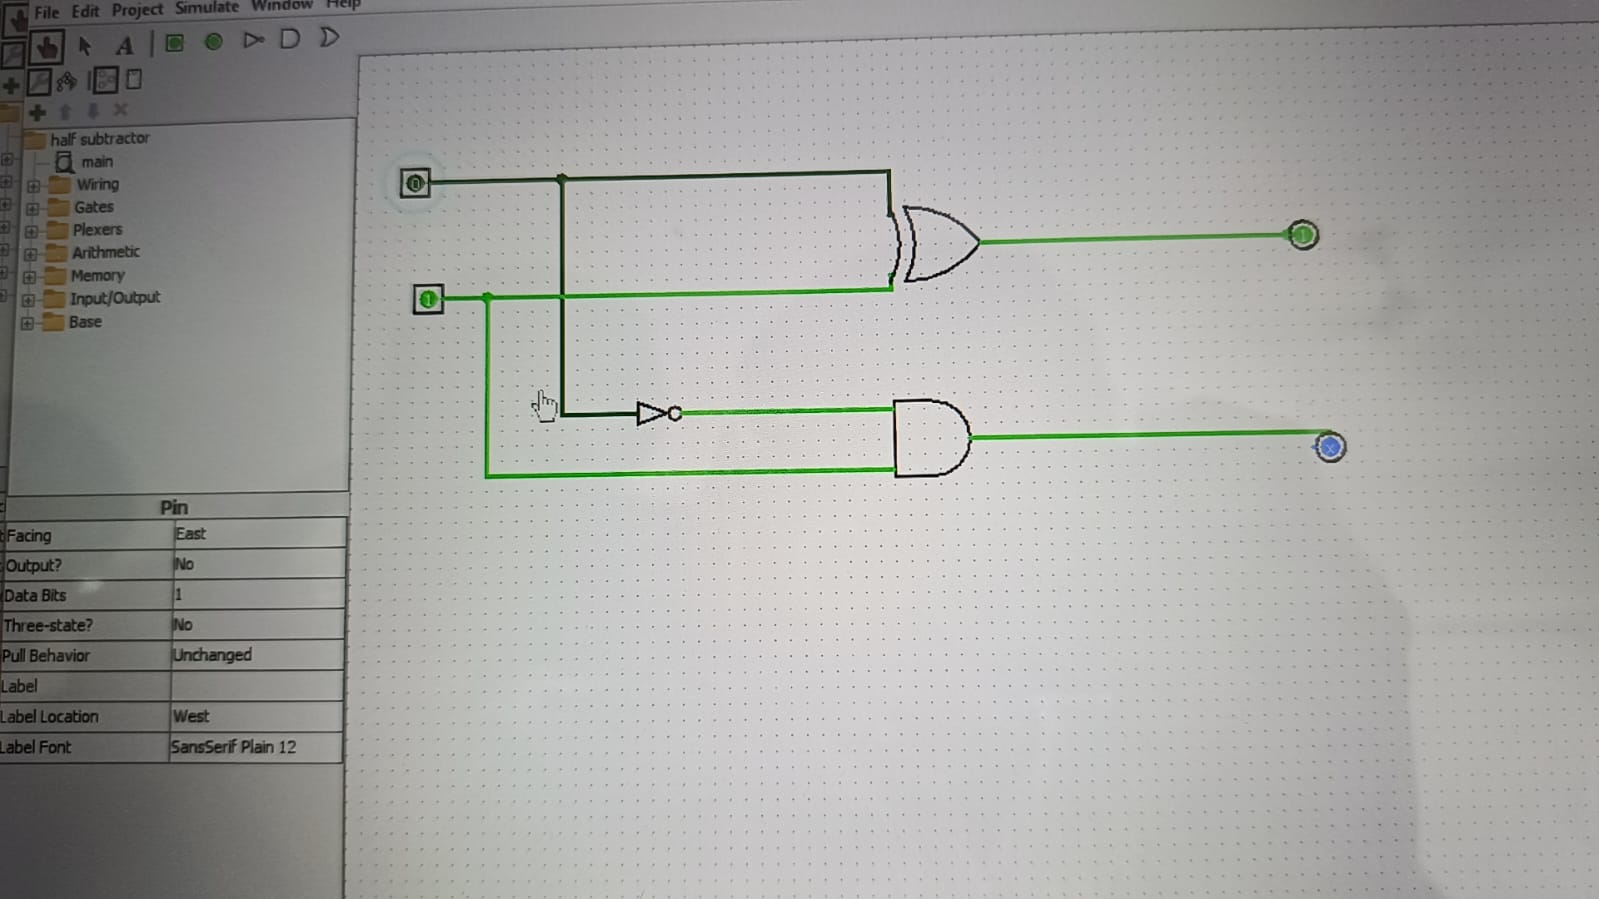 File Edit Project Simulate Window Help
A
half subtractor
main
Wiring
Gates
Plexers
Arithmetic
Memory
Input/Output
Base
0
1
1
x
Pin
Facing East
Output? No
Data Bits 1
Three-state? No
Pull Behavior Unchanged
Label
Label Location West
Label Font SansSerif Plain 12